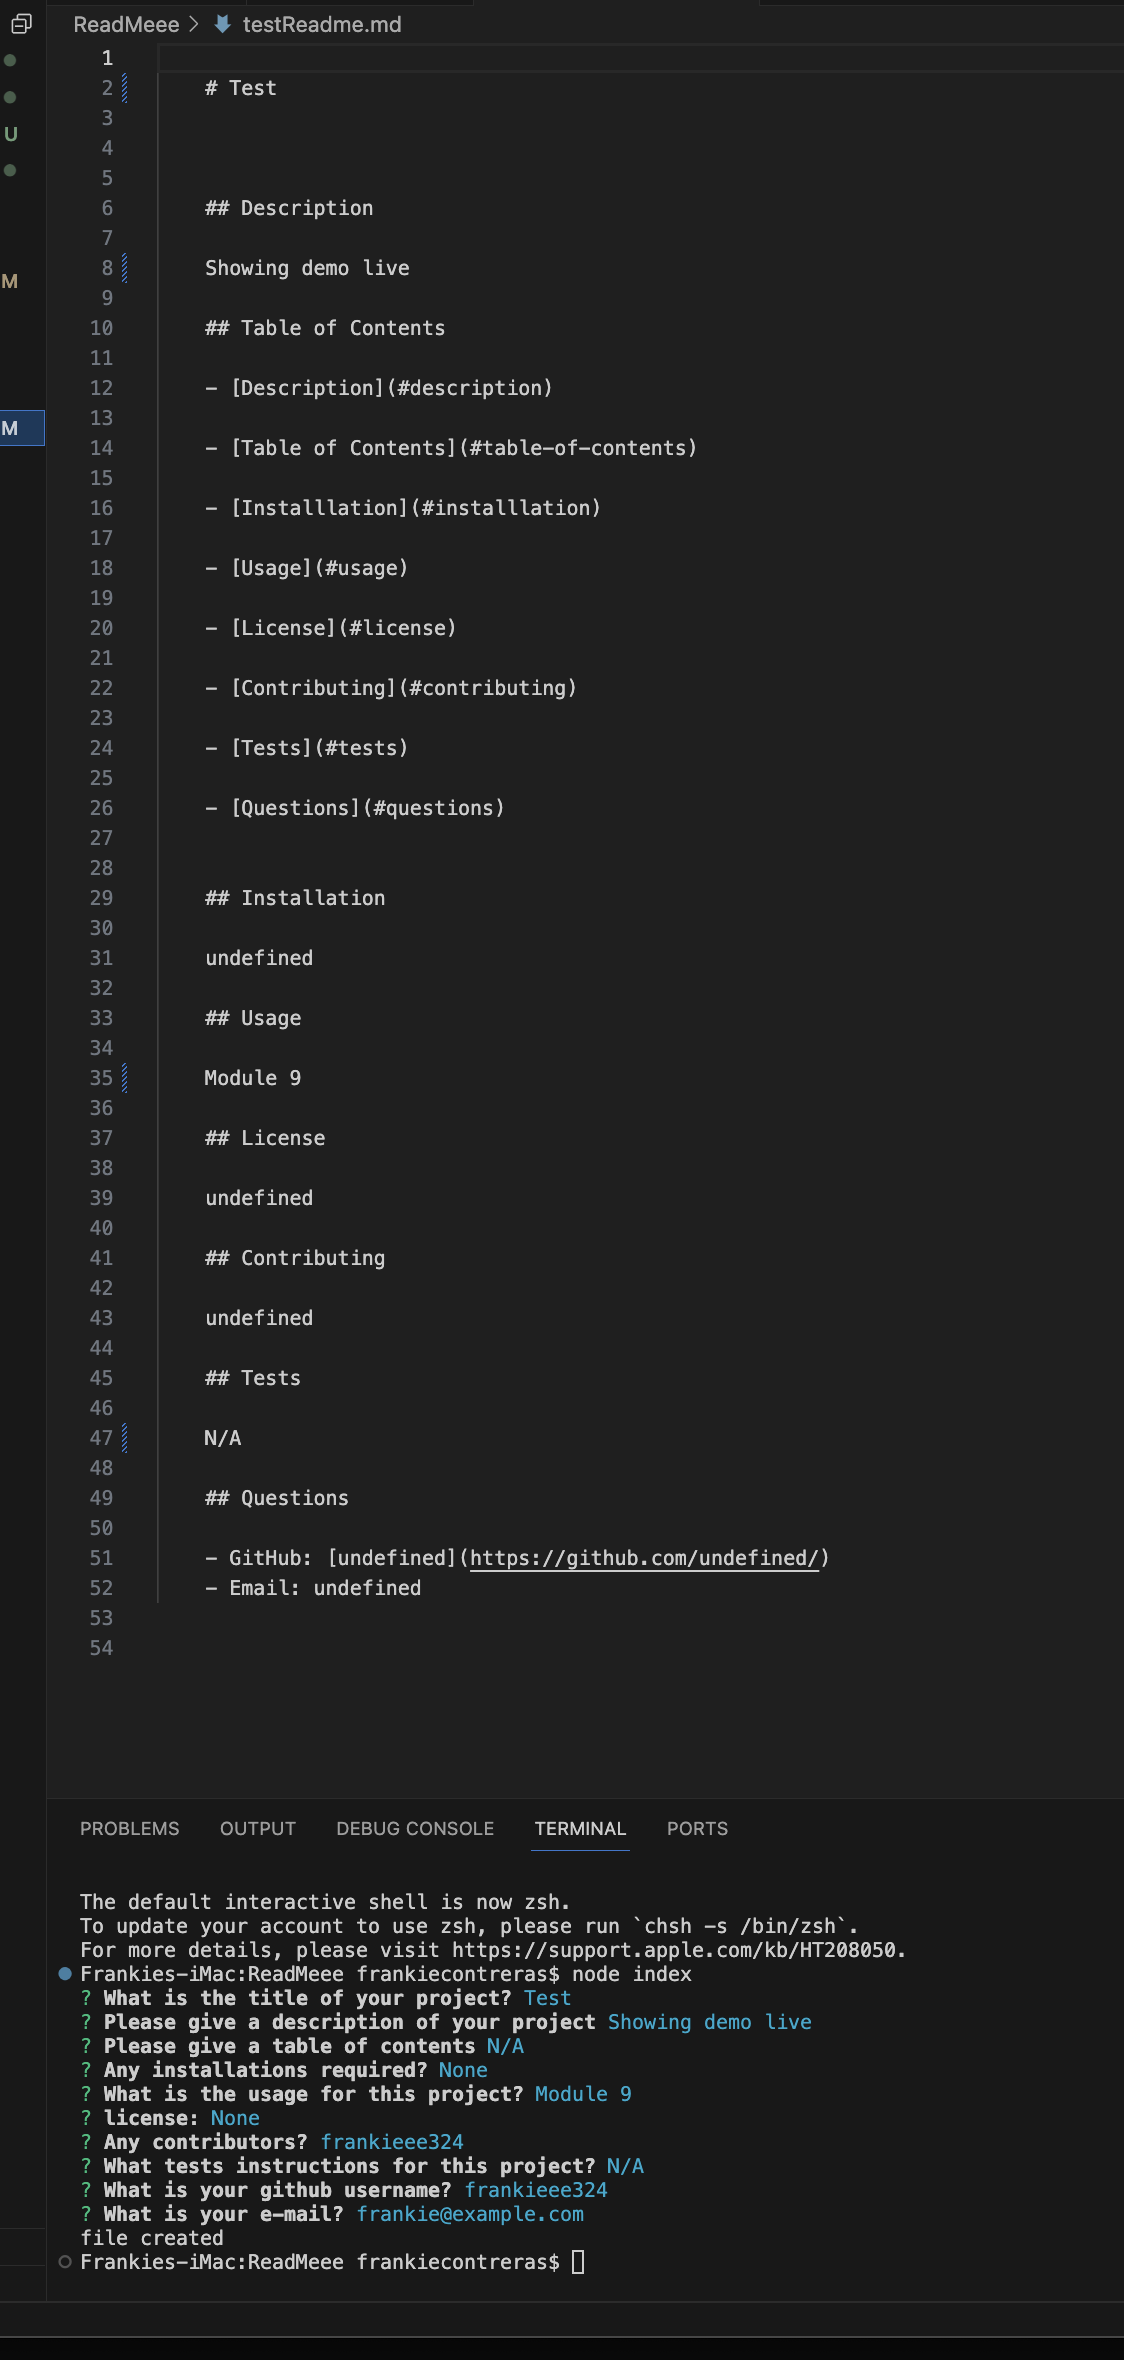 ReadMeee > testReadme.md
U
M
M
1
2 # Test
3
4
5
6 ## Description
7
8 Showing demo live
9
10 ## Table of Contents
11
12 - [Description](#description)
13
14 - [Table of Contents](#table-of-contents)
15
16 - [Installlation](#installlation)
17
18 - [Usage](#usage)
19
20 - [License](#license)
21
22 - [Contributing](#contributing)
23
24 - [Tests](#tests)
25
26 - [Questions](#questions)
27
28
29 ## Installation
30
31 undefined
32
33 ## Usage
34
35 Module 9
36
37 ## License
38
39 undefined
40
41 ## Contributing
42
43 undefined
44
45 ## Tests
46
47 N/A
48
49 ## Questions
50
51 - GitHub: [undefined](https://github.com/undefined/)
52 - Email: undefined
53
54
PROBLEMS OUTPUT DEBUG CONSOLE TERMINAL PORTS
The default interactive shell is now zsh.
To update your account to use zsh, please run `chsh -s /bin/zsh`.
For more details, please visit https://support.apple.com/kb/HT208050.
Frankies-iMac:ReadMeee frankiecontreras$ node index
? What is the title of your project? Test
? Please give a description of your project Showing demo live
? Please give a table of contents N/A
? Any installations required? None
? What is the usage for this project? Module 9
? license: None
? Any contributors? frankieee324
? What tests instructions for this project? N/A
? What is your github username? frankieee324
? What is your e-mail? frankie@example.com
file created
Frankies-iMac:ReadMeee frankiecontreras$